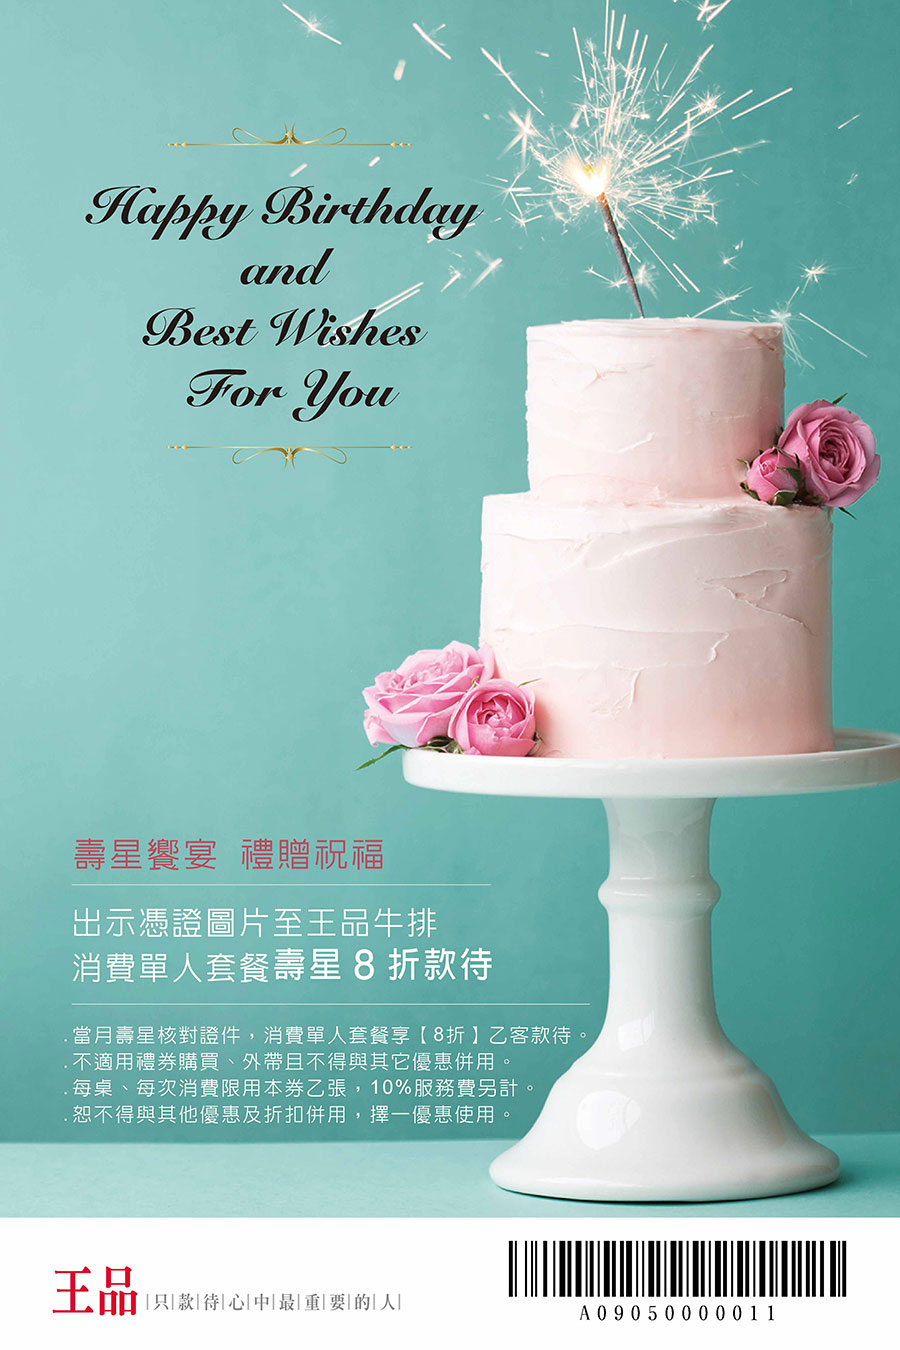 Happy Birthday
and
Best Wishes
For You
壽星饗宴 禮贈祝福
出示憑證圖片至王品牛排
消費單人套餐壽星 8 折款待
.當月壽星核對證件，消費單人套餐享【8折】乙客款待。
.不適用禮券購買、外帶且不得與其它優惠併用。
.每桌、每次消費限用本券乙張，10%服務費另計。
.恕不得與其他優惠及折扣併用，擇一優惠使用。
王品 |只|款|待|心|中|最|重|要|的|人|
A09050000011